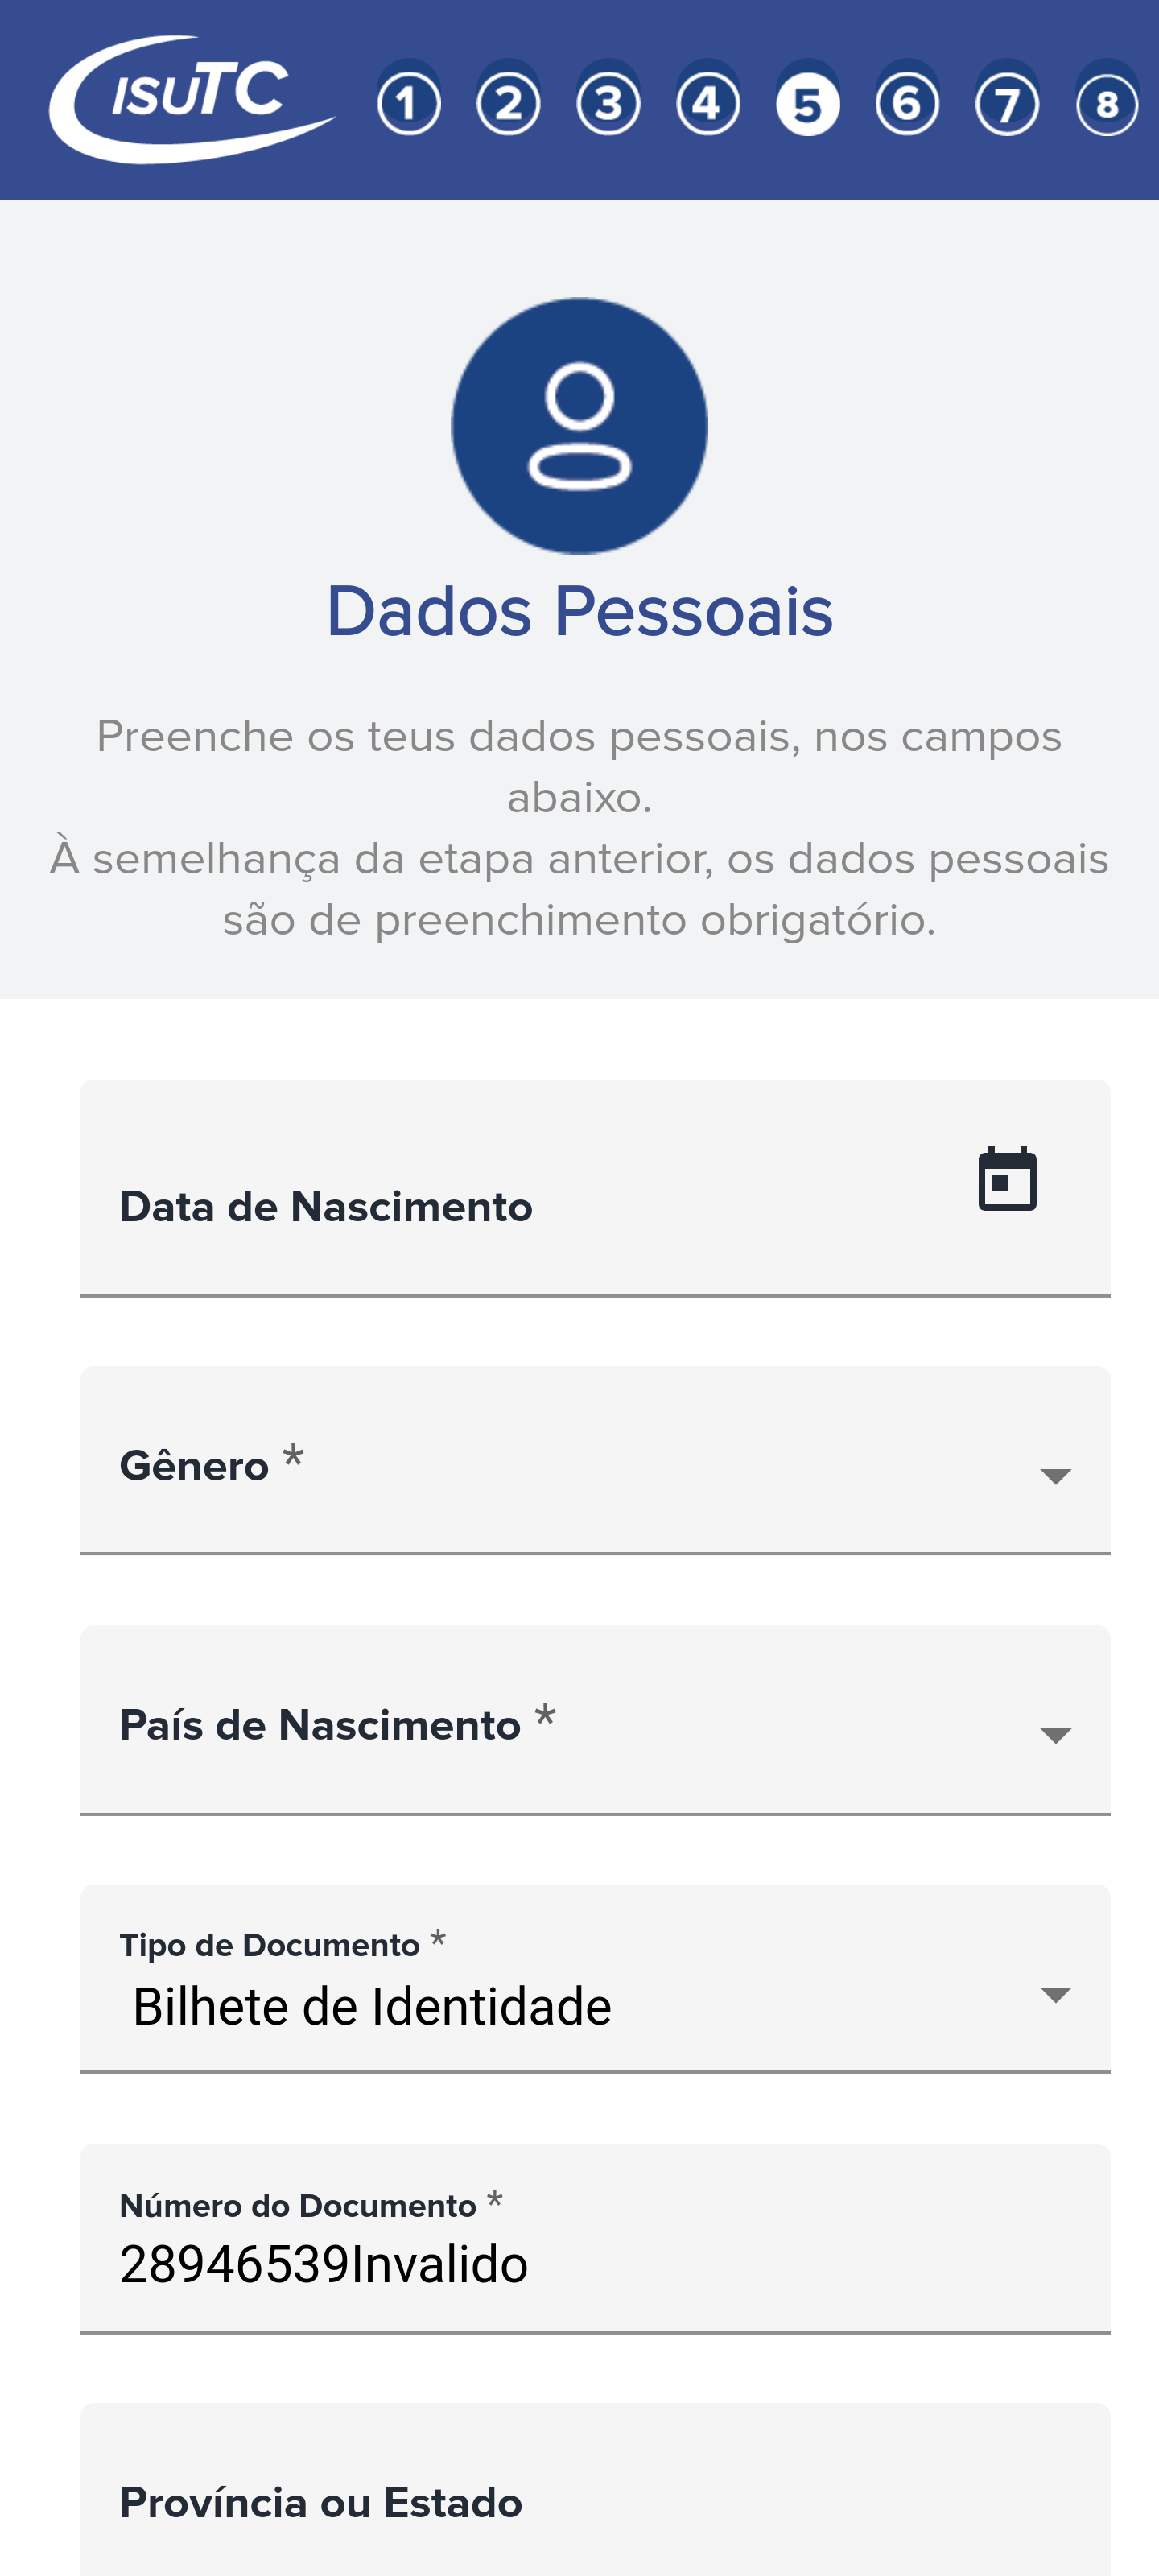 ISUTC 1 2 3 4 5 6 7 8
Dados Pessoais
Preenche os teus dados pessoais, nos campos
abaixo.
À semelhança da etapa anterior, os dados pessoais
são de preenchimento obrigatório.
Data de Nascimento
Gênero *
País de Nascimento *
Tipo de Documento *
Bilhete de Identidade
Número do Documento *
28946539Invalido
Província ou Estado